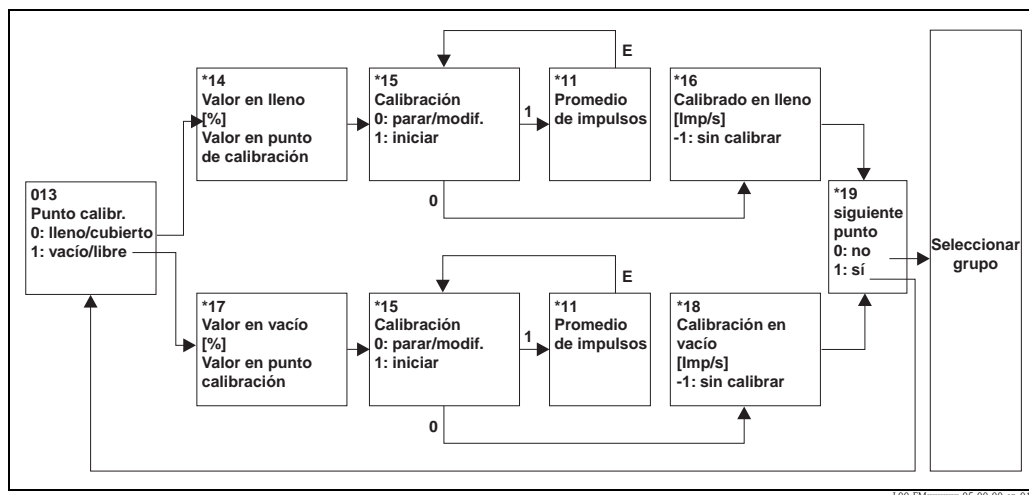 013
Punto calibr.
0: lleno/cubierto
1: vacío/libre
*14
Valor en lleno
[%]
Valor en punto
de calibración
*15
Calibración
0: parar/modif.
1: iniciar
1
0
E
*11
Promedio
de impulsos
*16
Calibrado en lleno
[Imp/s]
-1: sin calibrar
*17
Valor en vacío
[%]
Valor en punto
calibración
*15
Calibración
0: parar/modif.
1: iniciar
1
0
E
*11
Promedio
de impulsos
*18
Calibración en
vacío
[Imp/s]
-1: sin calibrar
*19
siguiente
punto
0: no
1: sí
Seleccionar
grupo